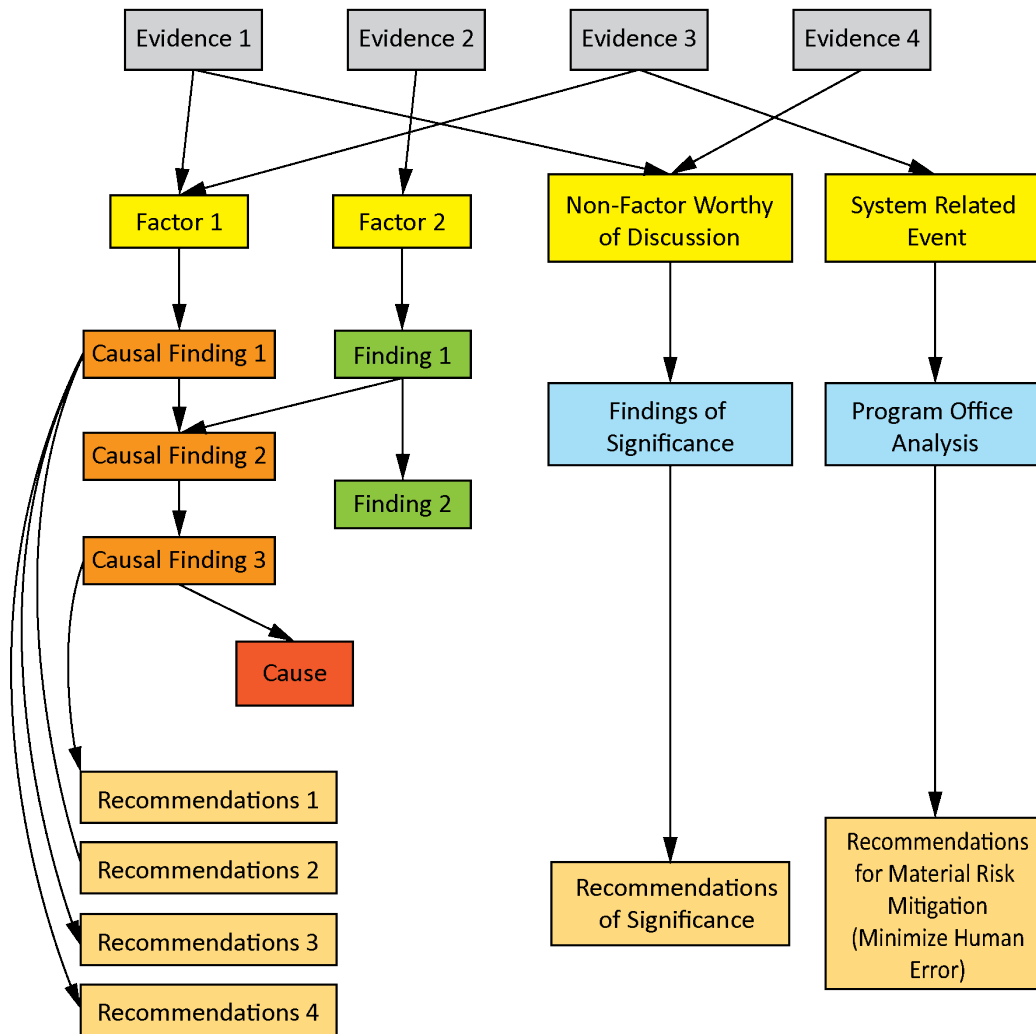 Evidence 1
Evidence 2
Evidence 3
Evidence 4
Factor 1
Factor 2
Non-Factor Worthy
of Discussion
System Related
Event
Causal Finding 1
Finding 1
Findings of
Significance
Program Office
Analysis
Causal Finding 2
Finding 2
Causal Finding 3
Cause
Recommendations 1
Recommendations 2
Recommendations 3
Recommendations 4
Recommendations
of Significance
Recommendations
for Material Risk
Mitigation
(Minimize Human
Error)